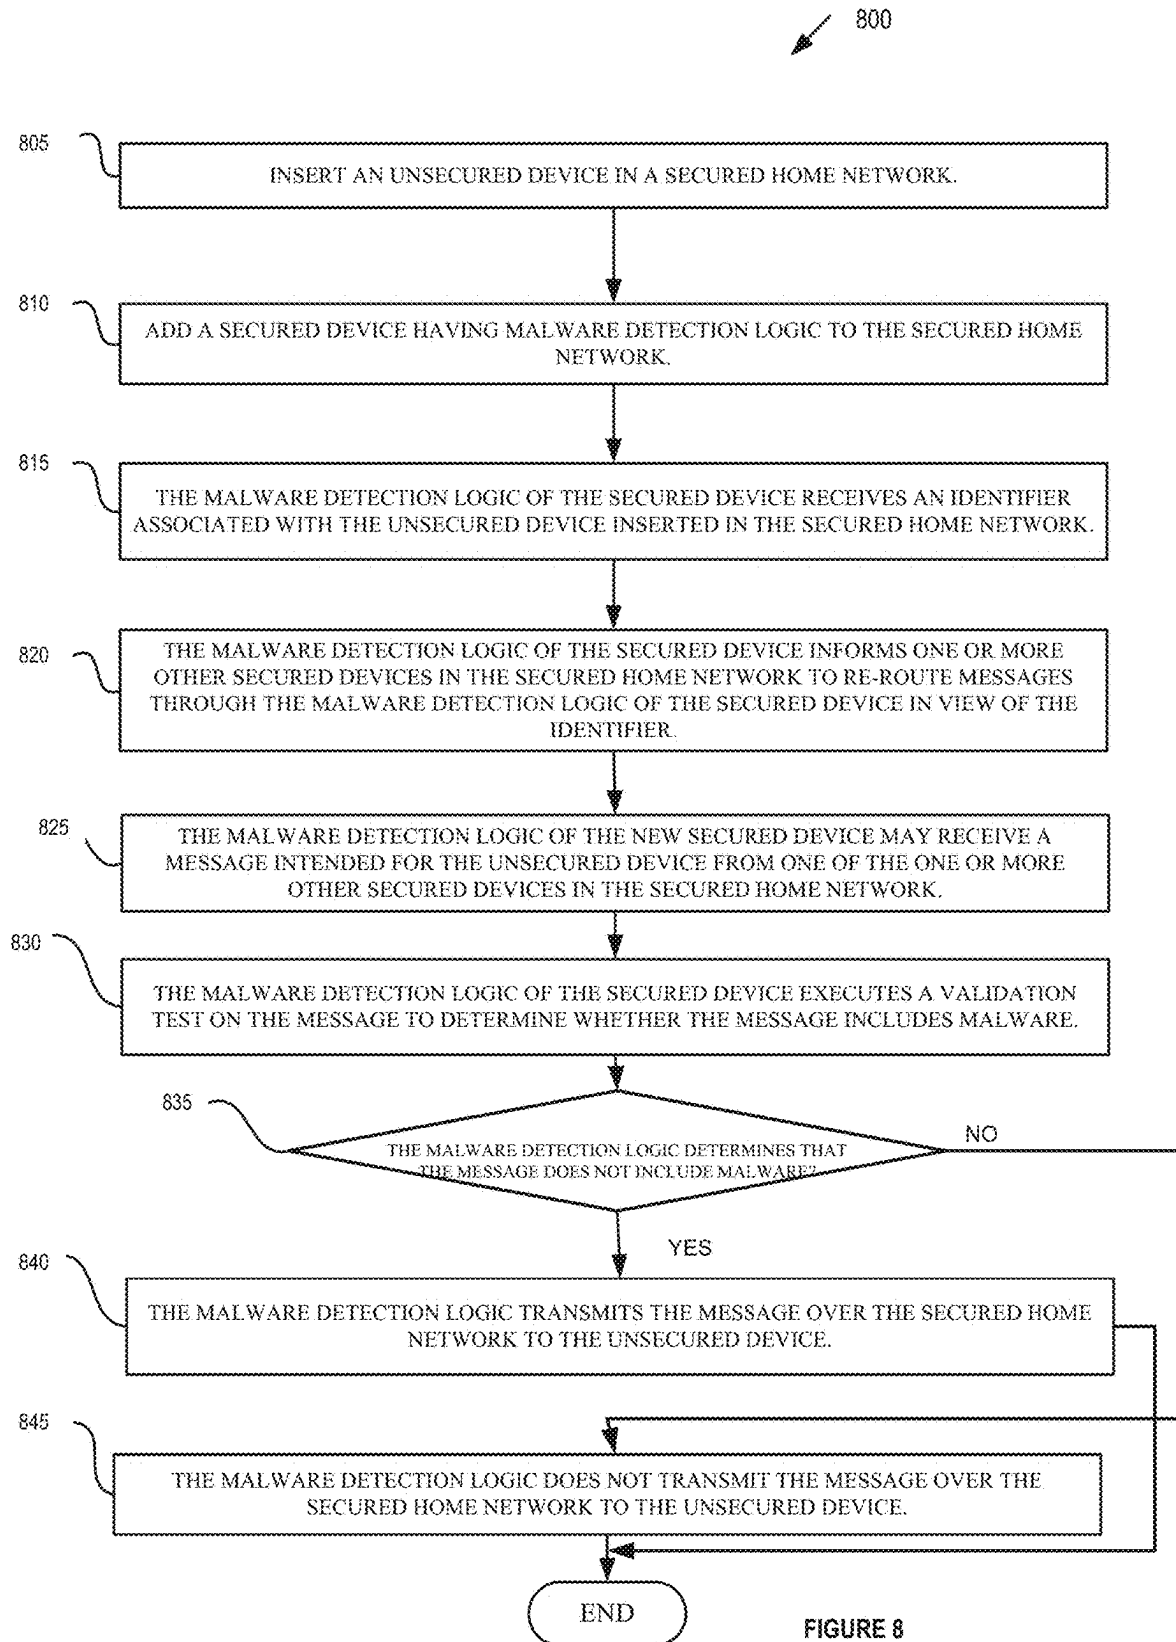 800
805
INSERT AN UNSECURED DEVICE IN A SECURED HOME NETWORK.
810
ADD A SECURED DEVICE HAVING MALWARE DETECTION LOGIC TO THE SECURED HOME
NETWORK.
815
THE MALWARE DETECTION LOGIC OF THE SECURED DEVICE RECEIVES AN IDENTIFIER
ASSOCIATED WITH THE UNSECURED DEVICE INSERTED IN THE SECURED HOME NETWORK.
820
THE MALWARE DETECTION LOGIC OF THE SECURED DEVICE INFORMS ONE OR MORE
OTHER SECURED DEVICES IN THE SECURED HOME NETWORK TO RE-ROUTE MESSAGES
THROUGH THE MALWARE DETECTION LOGIC OF THE SECURED DEVICE IN VIEW OF THE
IDENTIFIER.
825
THE MALWARE DETECTION LOGIC OF THE NEW SECURED DEVICE MAY RECEIVE A
MESSAGE INTENDED FOR THE UNSECURED DEVICE FROM ONE OF THE ONE OR MORE
OTHER SECURED DEVICES IN THE SECURED HOME NETWORK.
830
THE MALWARE DETECTION LOGIC OF THE SECURED DEVICE EXECUTES A VALIDATION
TEST ON THE MESSAGE TO DETERMINE WHETHER THE MESSAGE INCLUDES MALWARE.
835
THE MALWARE DETECTION LOGIC DETERMINES THAT
THE MESSAGE DOES NOT INCLUDE MALWARE?
NO
YES
840
THE MALWARE DETECTION LOGIC TRANSMITS THE MESSAGE OVER THE SECURED HOME
NETWORK TO THE UNSECURED DEVICE.
845
THE MALWARE DETECTION LOGIC DOES NOT TRANSMIT THE MESSAGE OVER THE
SECURED HOME NETWORK TO THE UNSECURED DEVICE.
END
FIGURE 8